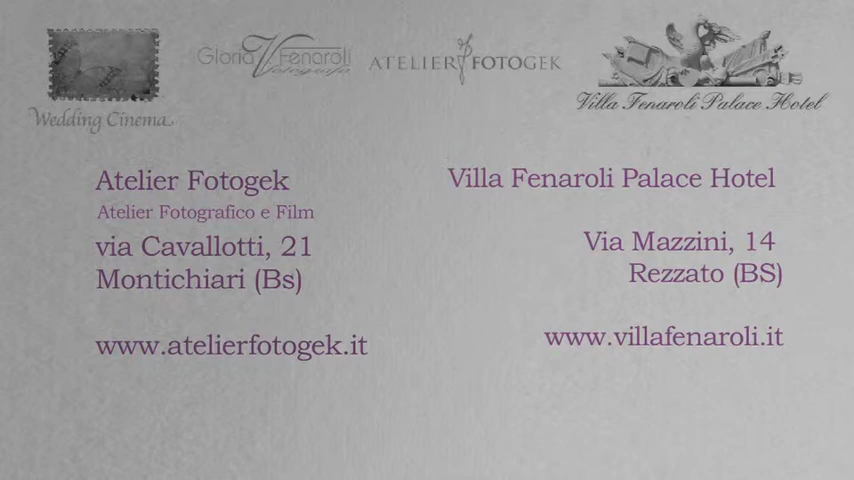 Wedding Cinema
Gloria Fenaroli
Fotografa
ATELIER FOTOGEK
Villa Fenaroli Palace Hotel
Atelier Fotogek
Atelier Fotografico e Film
via Cavallotti, 21
Montichiari (Bs)
www.atelierfotogek.it
Villa Fenaroli Palace Hotel
Via Mazzini, 14
Rezzato (BS)
www.villafenaroli.it